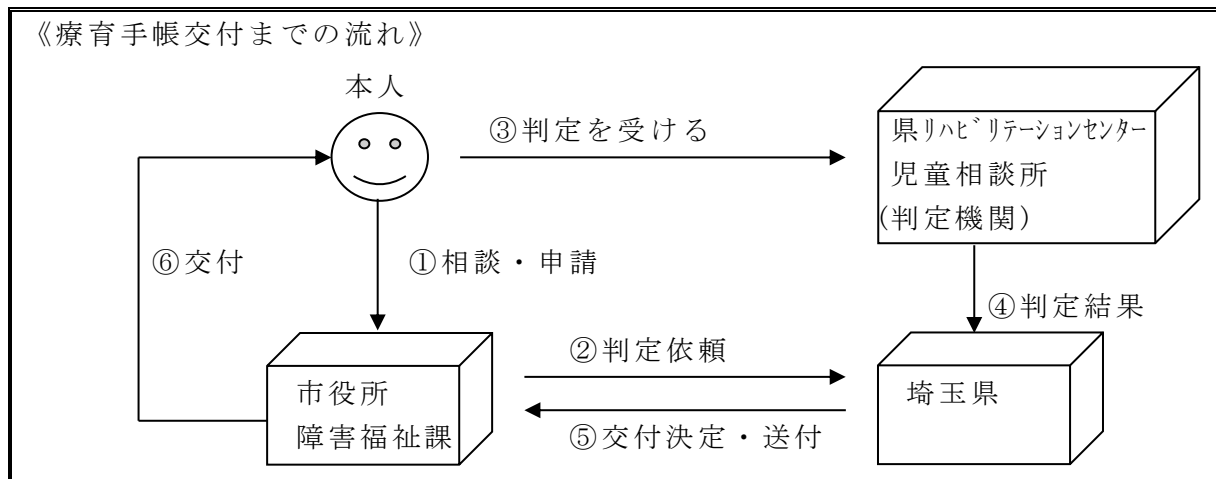 《療育手帳交付までの流れ》
本人
③判定を受ける
県ﾘﾊﾋﾞﾘﾃｰｼｮﾝｾﾝﾀｰ
児童相談所
(判定機関)
⑥交付
①相談・申請
④判定結果
②判定依頼
市役所
障害福祉課
埼玉県
⑤交付決定・送付